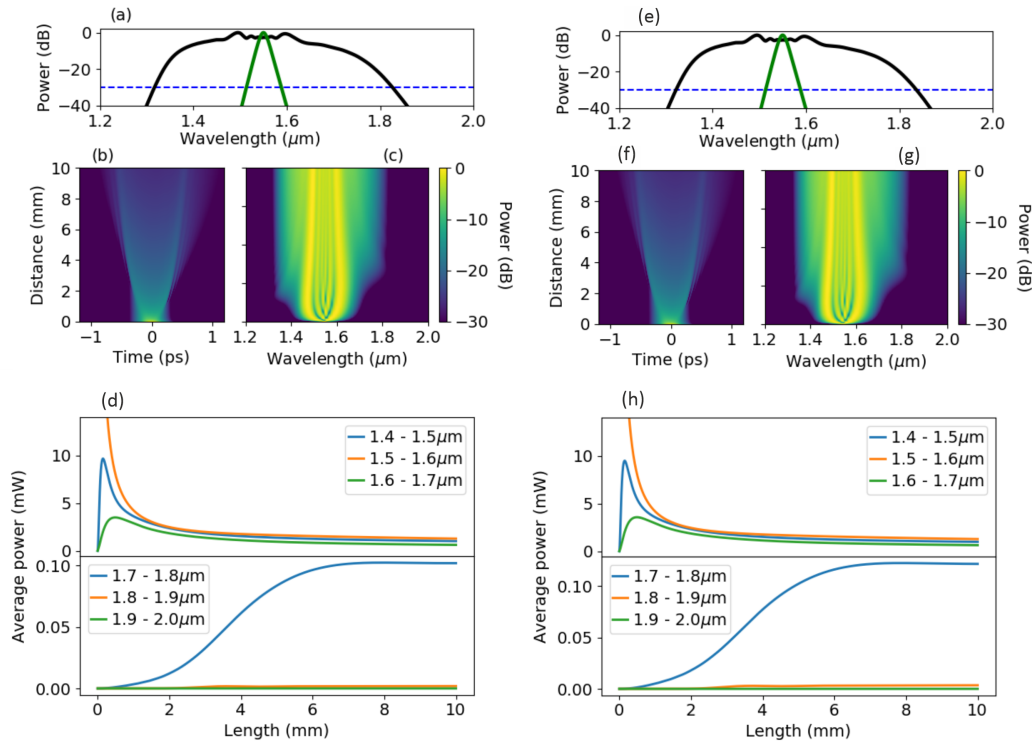 (a)
Power (dB)
0
−20
−40
1.2 1.4 1.6 1.8 2.0
Wavelength (μm)
(b) (c)
Distance (mm)
10
8
6
4
2
0
−1 0 1
Time (ps)
1.2 1.4 1.6 1.8 2.0
Wavelength (μm)
0
−10
−20
−30
Power (dB)
(d)
Average power (mW)
10
5
0
1.4 - 1.5μm
1.5 - 1.6μm
1.6 - 1.7μm
0.10
0.05
0.00
1.7 - 1.8μm
1.8 - 1.9μm
1.9 - 2.0μm
0 2 4 6 8 10
Length (mm)
(e)
Power (dB)
0
−20
−40
1.2 1.4 1.6 1.8 2.0
Wavelength (μm)
(f) (g)
Distance (mm)
10
8
6
4
2
0
−1 0 1
Time (ps)
1.2 1.4 1.6 1.8 2.0
Wavelength (μm)
0
−10
−20
−30
Power (dB)
(h)
Average power (mW)
10
5
0
1.4 - 1.5μm
1.5 - 1.6μm
1.6 - 1.7μm
0.10
0.05
0.00
1.7 - 1.8μm
1.8 - 1.9μm
1.9 - 2.0μm
0 2 4 6 8 10
Length (mm)